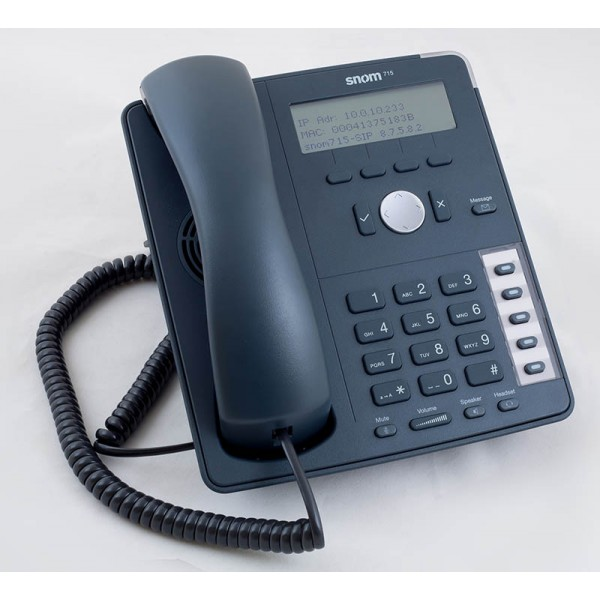 snom 715
IP Adr: 10.0.10.233
MAC: 00041375183B
snom715-SIP 8.7.5.8.2
Message
1
ABC 2
DEF 3
GHI 4
JKL 5
MNO 6
PQRS 7
TUV 8
WXYZ 9
*
0
#
Mute
Volume
Speaker
Headset